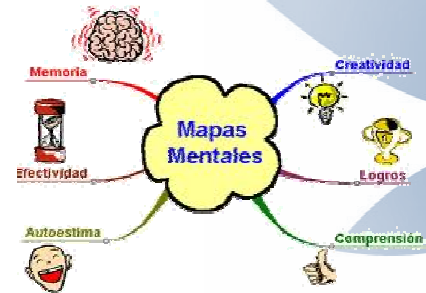 Memoria
Creatividad
Mapas
Mentales
Efectividad
Logros
Autoestima
Comprensión